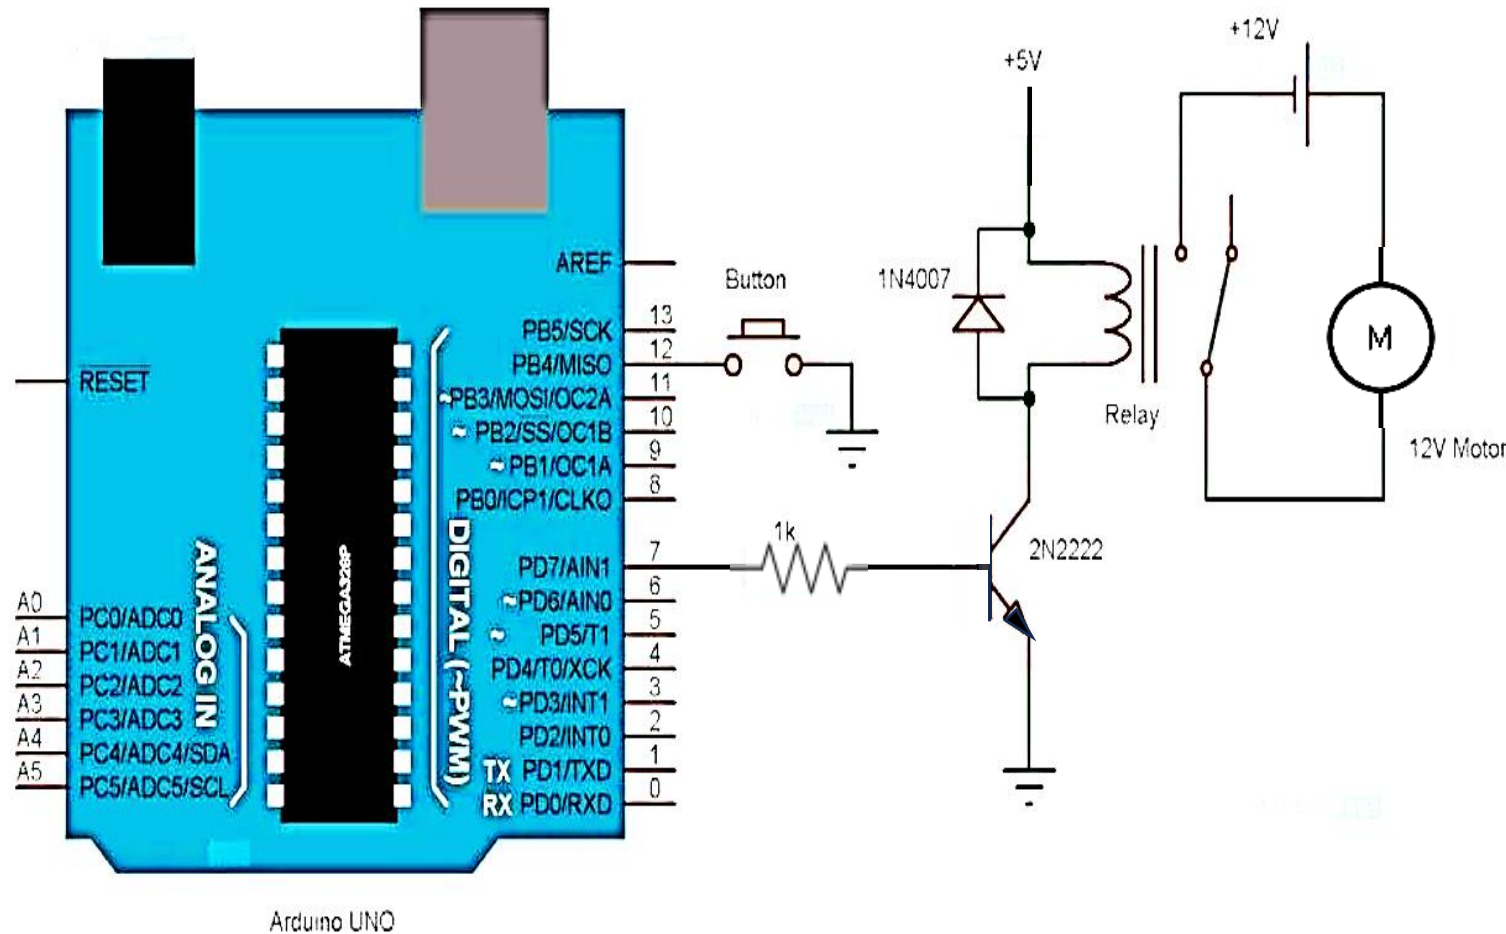 +12V
+5V
AREF
Button
1N4007
13
PB5/SCK
12
PB4/MISO
RESET
11
~PB3/MOSI/OC2A
Relay
10
~ PB2/SS/OC1B
12V Motor
M
9
~PB1/OC1A
8
PB0/ICP1/CLKO
1k
2N2222
7
PD7/AIN1
6
~PD6/AIN0
5
~ PD5/T1
4
PD4/T0/XCK
3
~PD3/INT1
2
PD2/INT0
1
TX PD1/TXD
0
RX PD0/RXD
DIGITAL (~PWM)
ATMEGA328P
ANALOG IN
A0
PC0/ADC0
A1
PC1/ADC1
A2
PC2/ADC2
A3
PC3/ADC3
A4
PC4/ADC4/SDA
A5
PC5/ADC5/SCL
Arduino UNO